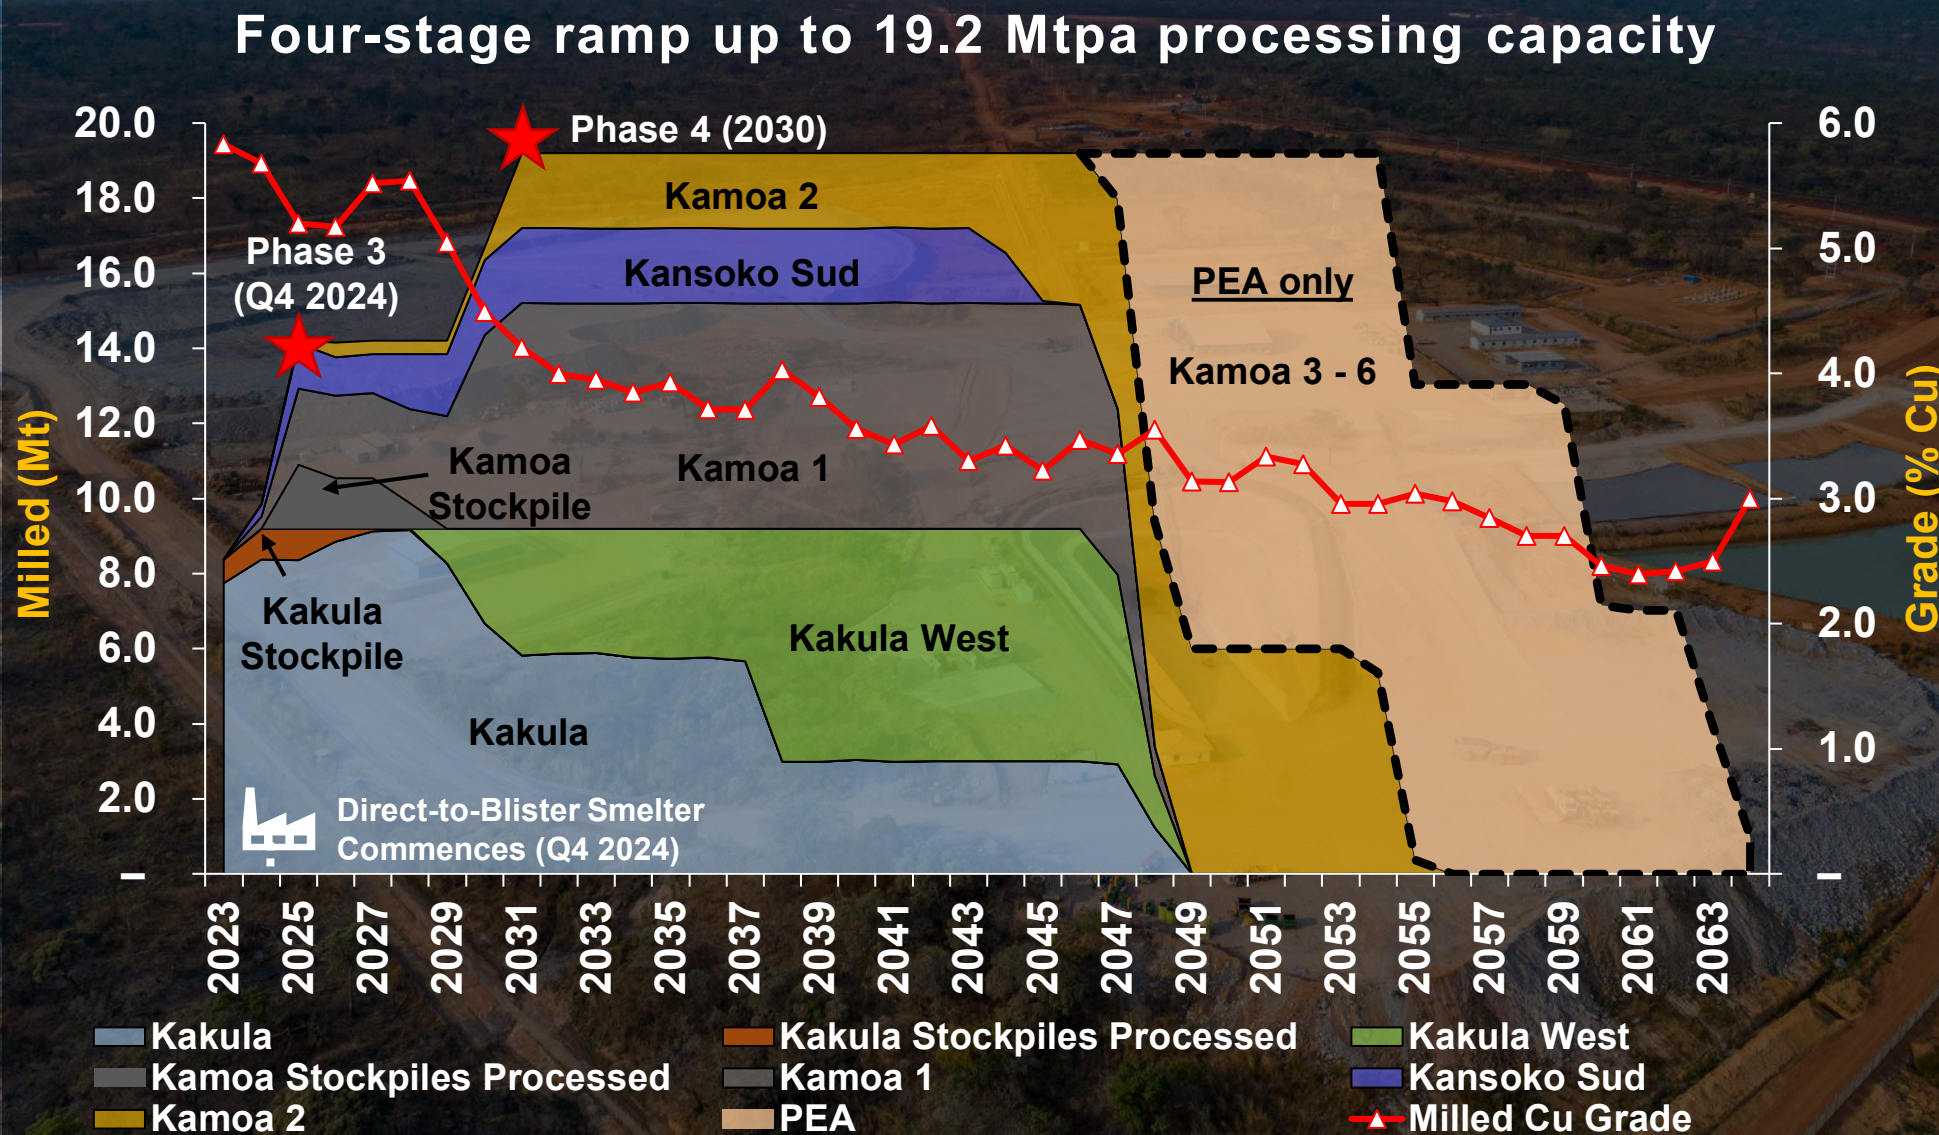 Four-stage ramp up to 19.2 Mtpa processing capacity
Milled (Mt)
20.0
18.0
16.0
14.0
12.0
10.0
8.0
6.0
4.0
2.0
–
Grade (% Cu)
6.0
5.0
4.0
3.0
2.0
1.0
–
Phase 4 (2030)
Kamoa 2
Phase 3
(Q4 2024)
Kansoko Sud
PEA only
Kamoa 3 - 6
Kamoa
Stockpile
Kamoa 1
Kakula
Stockpile
Kakula West
Kakula
Direct-to-Blister Smelter
Commences (Q4 2024)
2023
2025
2027
2029
2031
2033
2035
2037
2039
2041
2043
2045
2047
2049
2051
2053
2055
2057
2059
2061
2063
Kakula
Kakula Stockpiles Processed
Kakula West
Kamoa Stockpiles Processed
Kamoa 1
Kansoko Sud
Kamoa 2
PEA
Milled Cu Grade